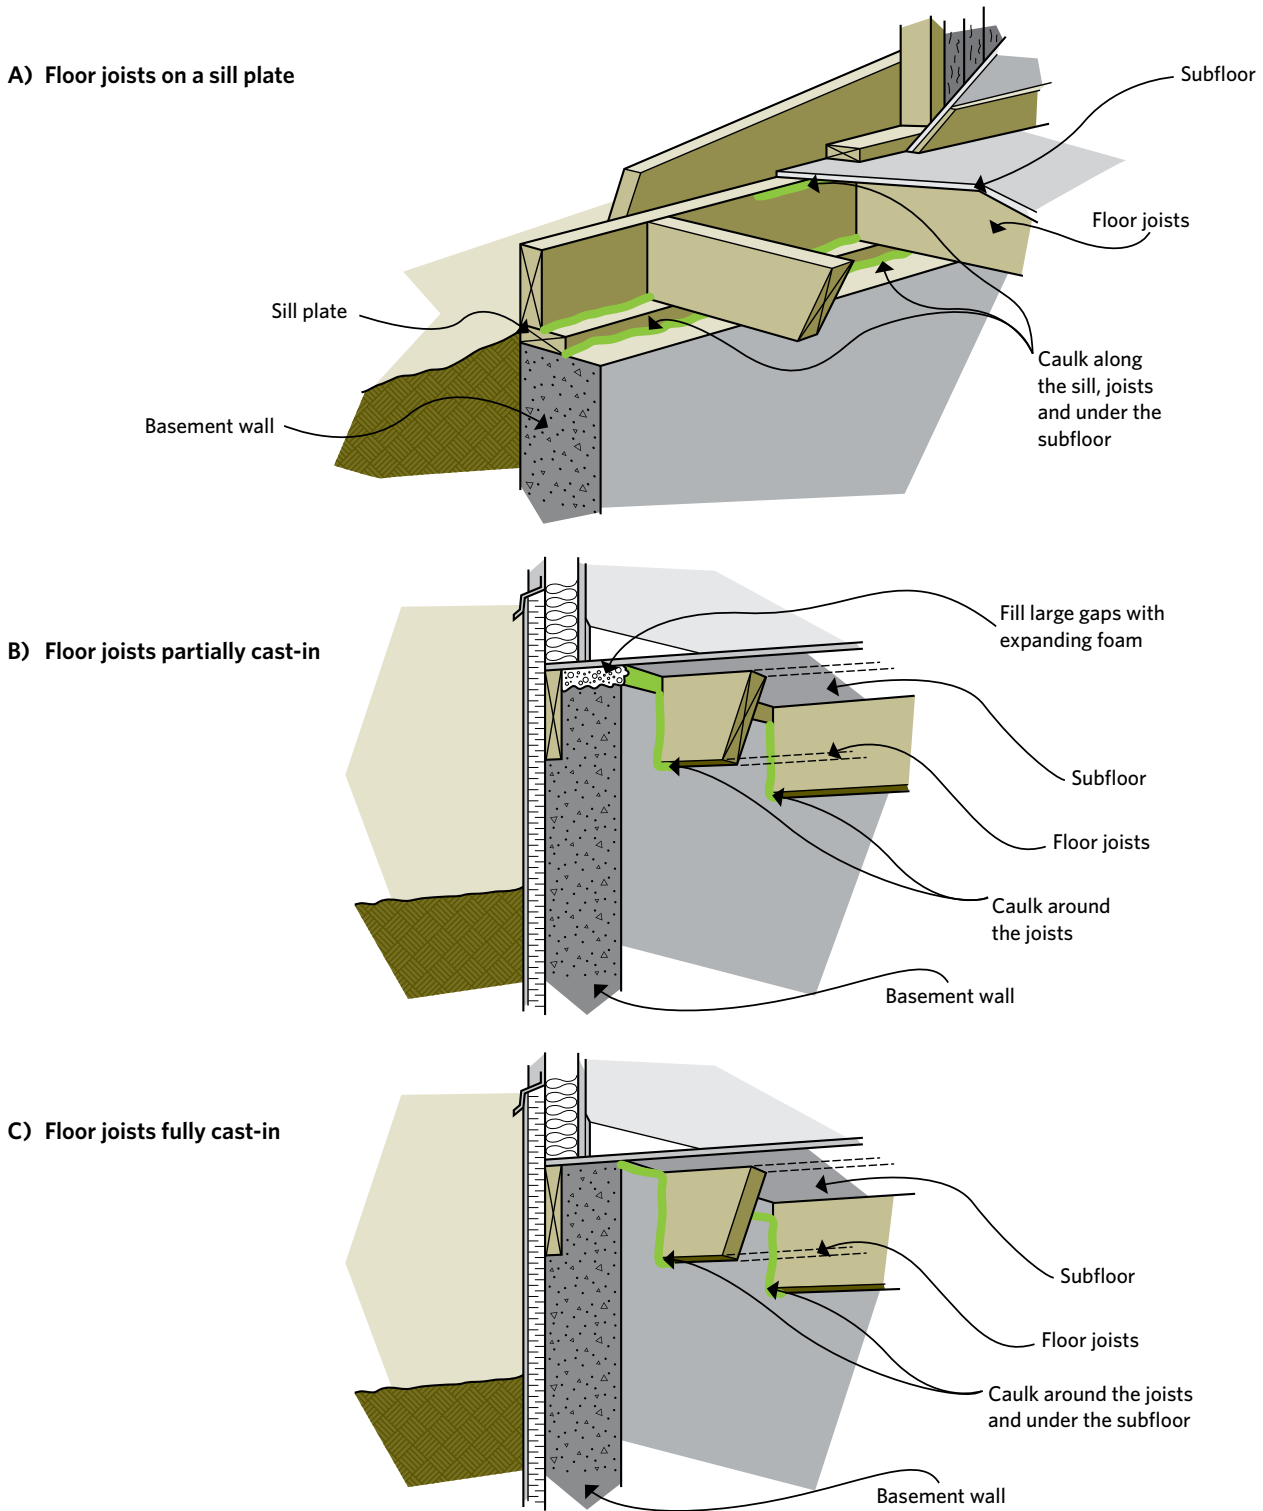 A) Floor joists on a sill plate
Subfloor
Floor joists
Sill plate
Caulk along
the sill, joists
and under the
subfloor
Basement wall
B) Floor joists partially cast-in
Fill large gaps with
expanding foam
Subfloor
Floor joists
Caulk around
the joists
Basement wall
C) Floor joists fully cast-in
Subfloor
Floor joists
Caulk around the joists
and under the subfloor
Basement wall